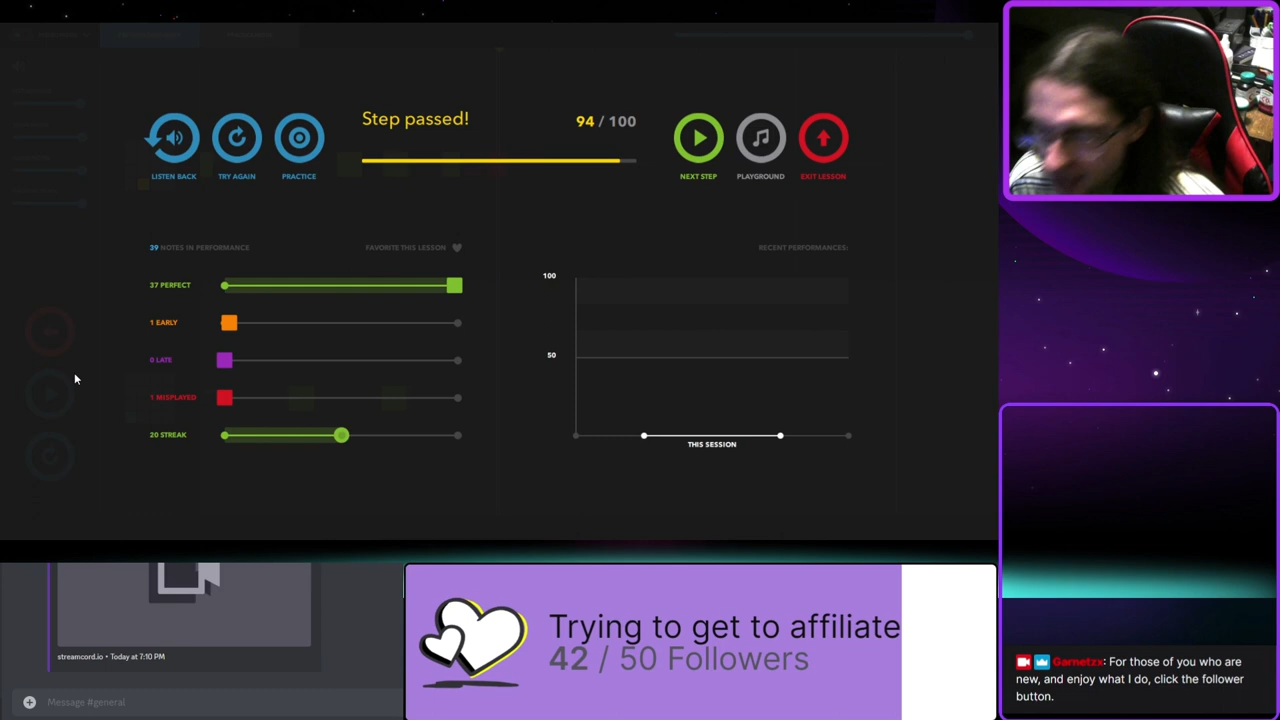 Step passed!
94 / 100
LISTEN BACK
TRY AGAIN
PRACTICE
NEXT STEP
PLAYGROUND
EXIT LESSON
39 NOTES IN PERFORMANCE
FAVORITE THIS LESSON
RECENT PERFORMANCES:
37 PERFECT
1 EARLY
0 LATE
1 MISPLAYED
20 STREAK
100
50
THIS SESSION
streamcord.io • Today at 7:10 PM
Message #general
Trying to get to affiliate
42 / 50 Followers
Garnetzx: For those of you who are
new, and enjoy what I do, click the follower
button.